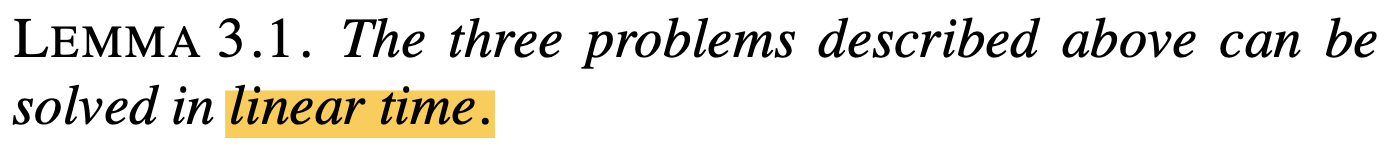 LEMMA 3.1. The three problems described above can be
solved in linear time.